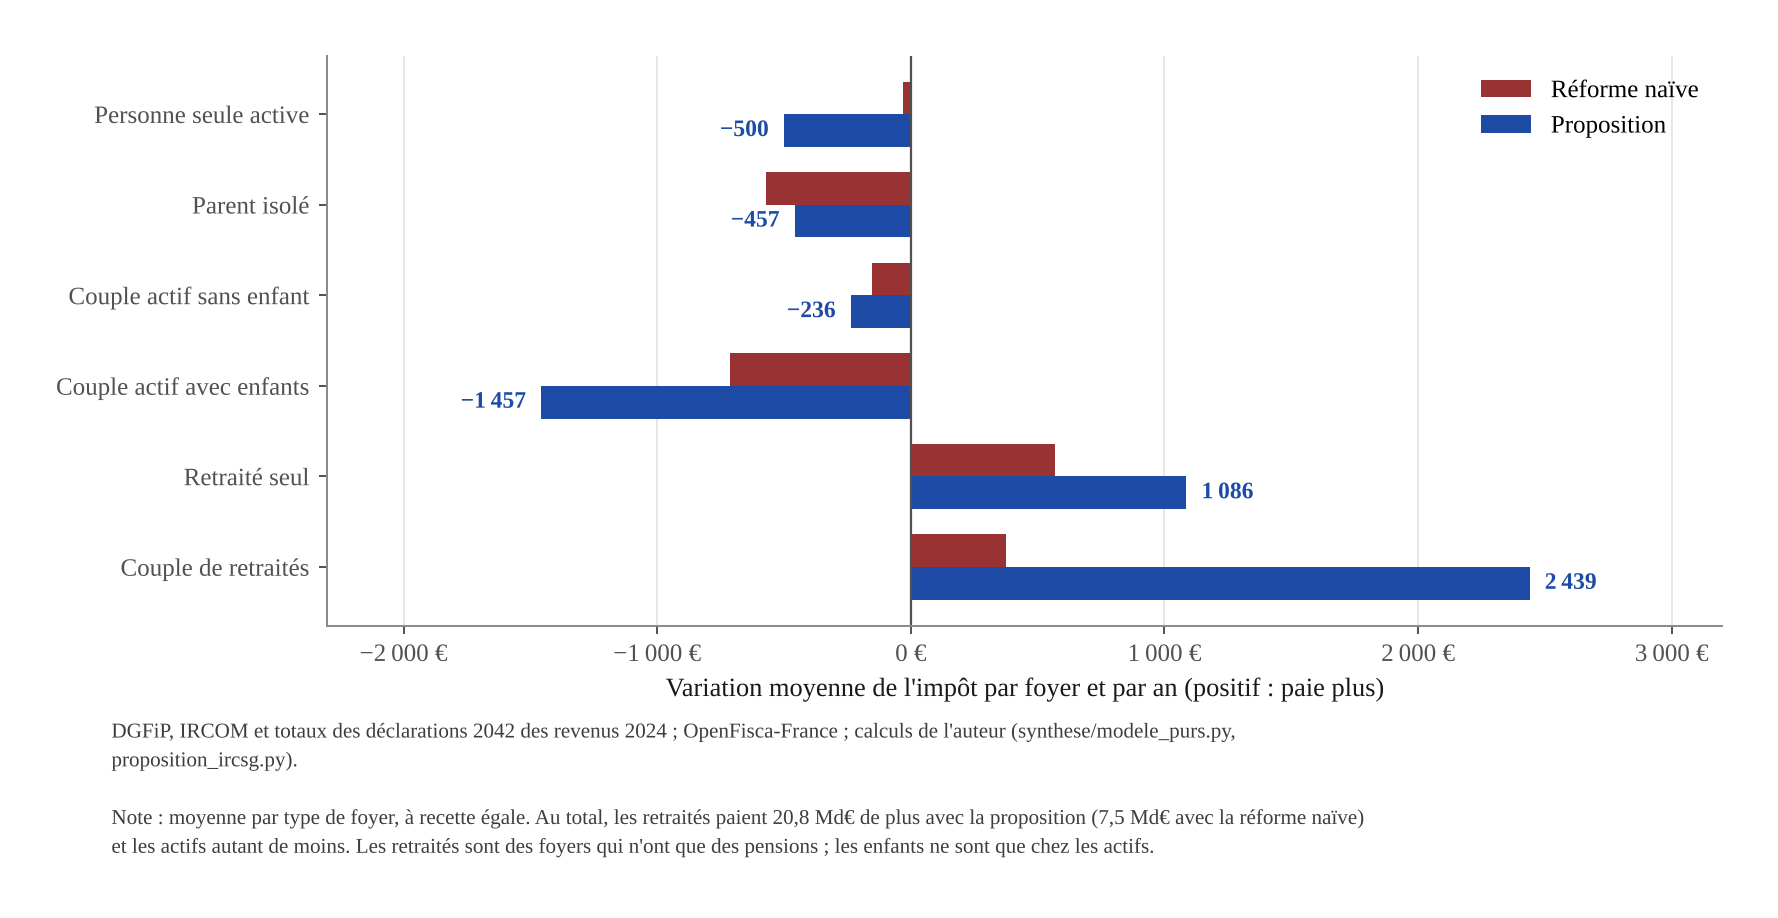 Réforme naïve
Proposition
Personne seule active
−500
Parent isolé
−457
Couple actif sans enfant
−236
Couple actif avec enfants
−1 457
Retraité seul
1 086
Couple de retraités
2 439
−2 000 €
−1 000 €
0 €
1 000 €
2 000 €
3 000 €
Variation moyenne de l'impôt par foyer et par an (positif : paie plus)
DGFiP, IRCOM et totaux des déclarations 2042 des revenus 2024 ; OpenFisca-France ; calculs de l'auteur (synthese/modele_purs.py,
proposition_ircsg.py).
Note : moyenne par type de foyer, à recette égale. Au total, les retraités paient 20,8 Md€ de plus avec la proposition (7,5 Md€ avec la réforme naïve)
et les actifs autant de moins. Les retraités sont des foyers qui n'ont que des pensions ; les enfants ne sont que chez les actifs.